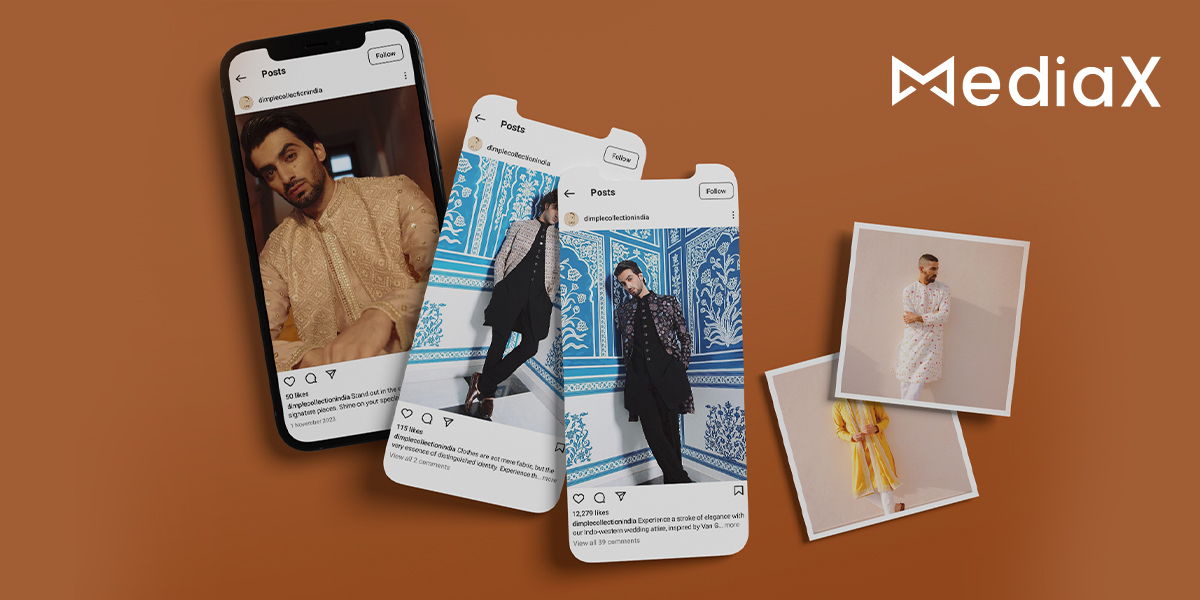 MediaX
Posts
Follow
dimplecollectionindia
50 likes
dimplecollectionindia Stand out in the
signature pieces. Shine on your special
1 November 2023
Posts
Follow
dimplecollectionindia
115 likes
dimplecollectionindia Clothes are not mere fabric, but the
very essence of distinguished identity. Experience th... more
View all 2 comments
Posts
Follow
dimplecollectionindia
12,279 likes
dimplecollectionindia Experience a stroke of elegance with
our Indo-western wedding attire, inspired by Van G... more
View all 39 comments